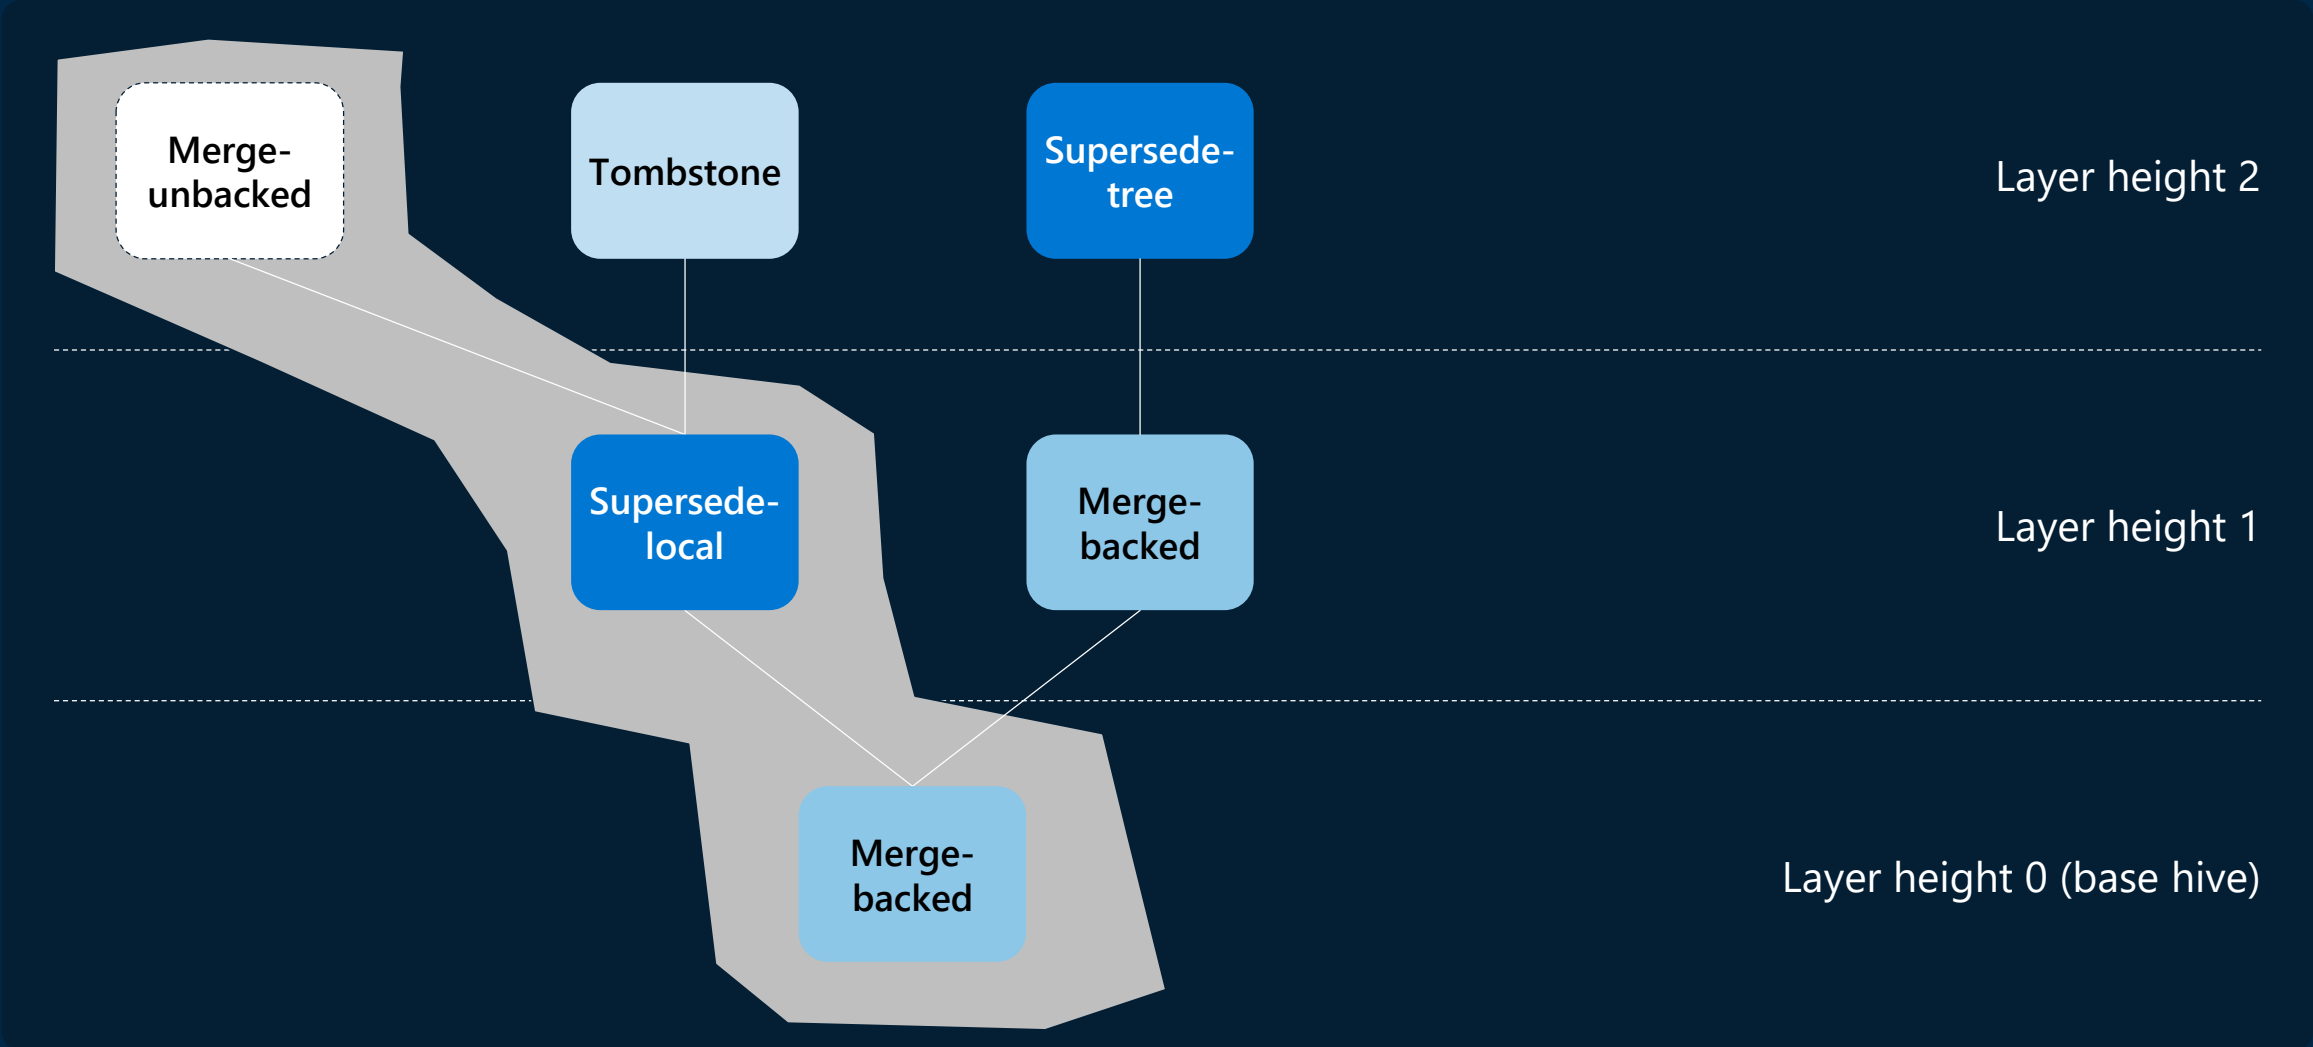 Merge-
unbacked
Tombstone
Supersede-
tree
Layer height 2
Supersede-
local
Merge-
backed
Layer height 1
Merge-
backed
Layer height 0 (base hive)